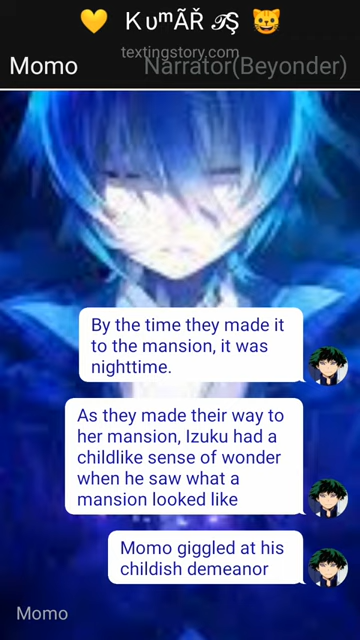 💛 KυᵐÃŘ 𝒯Ş 😺
textingstory.com
Momo Narrator(Beyonder)
By the time they made it
to the mansion, it was
nighttime.
As they made their way to
her mansion, Izuku had a
childlike sense of wonder
when he saw what a
mansion looked like
Momo giggled at his
childish demeanor
Momo